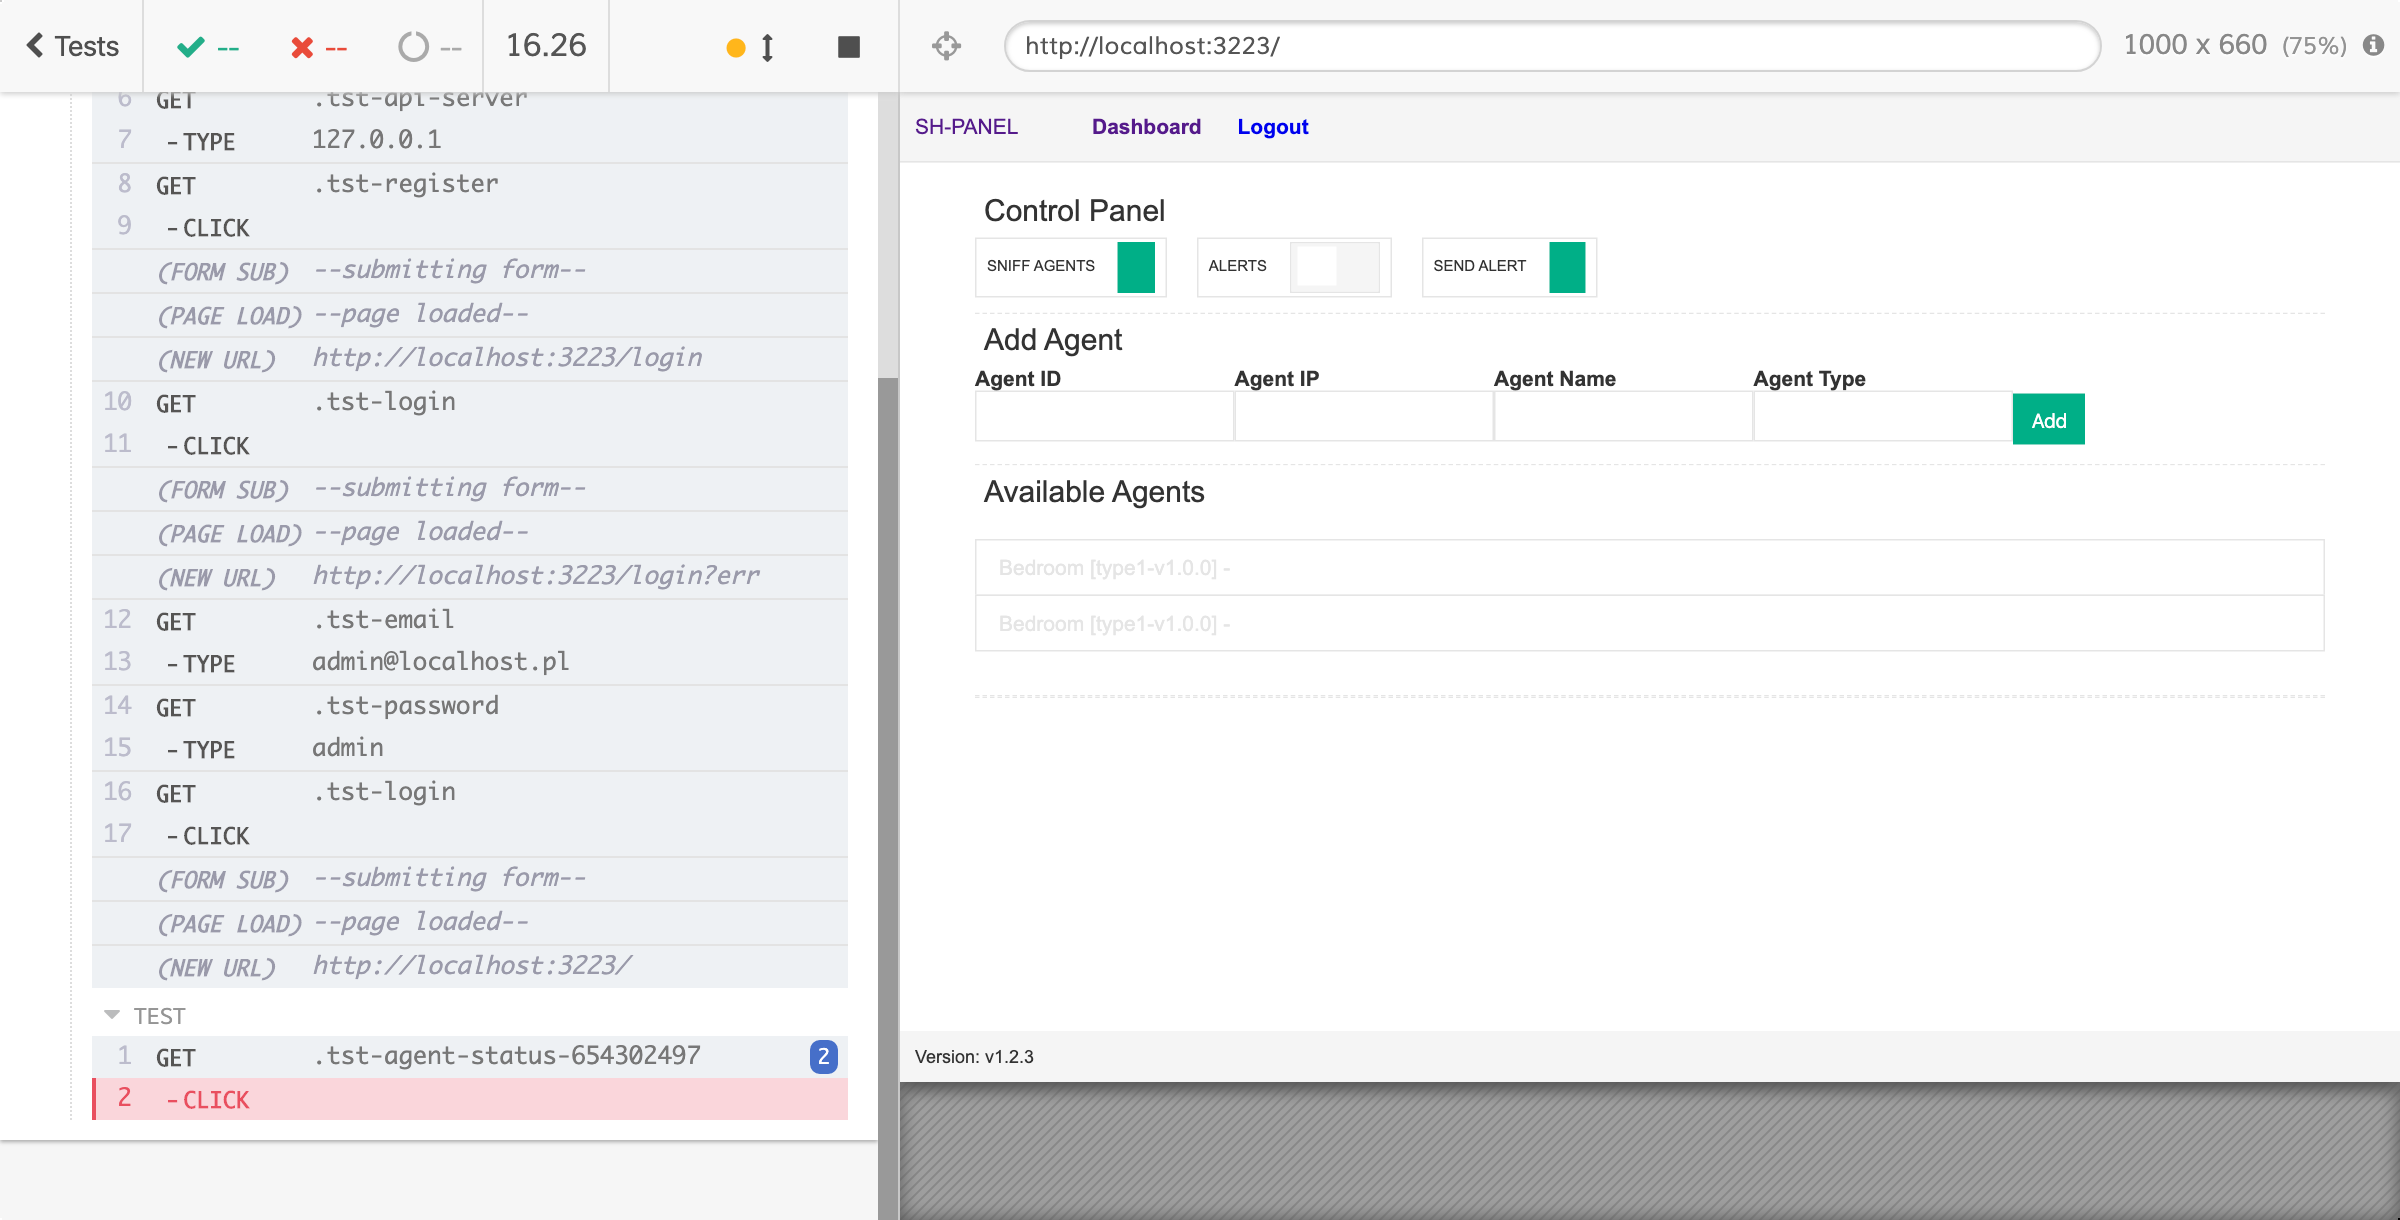 Tests -- -- -- 16.26
http://localhost:3223/ 1000 x 660 (75%)
6 GET .tst-api-server
7 -TYPE 127.0.0.1
8 GET .tst-register
9 -CLICK
(FORM SUB) --submitting form--
(PAGE LOAD) --page loaded--
(NEW URL) http://localhost:3223/login
10 GET .tst-login
11 -CLICK
(FORM SUB) --submitting form--
(PAGE LOAD) --page loaded--
(NEW URL) http://localhost:3223/login?err
12 GET .tst-email
13 -TYPE admin@localhost.pl
14 GET .tst-password
15 -TYPE admin
16 GET .tst-login
17 -CLICK
(FORM SUB) --submitting form--
(PAGE LOAD) --page loaded--
(NEW URL) http://localhost:3223/
TEST
1 GET .tst-agent-status-654302497 2
2 -CLICK
SH-PANEL Dashboard Logout
Control Panel
SNIFF AGENTS ALERTS SEND ALERT
Add Agent
Agent ID Agent IP Agent Name Agent Type
Add
Available Agents
Bedroom [type1-v1.0.0] -
Bedroom [type1-v1.0.0] -
Version: v1.2.3